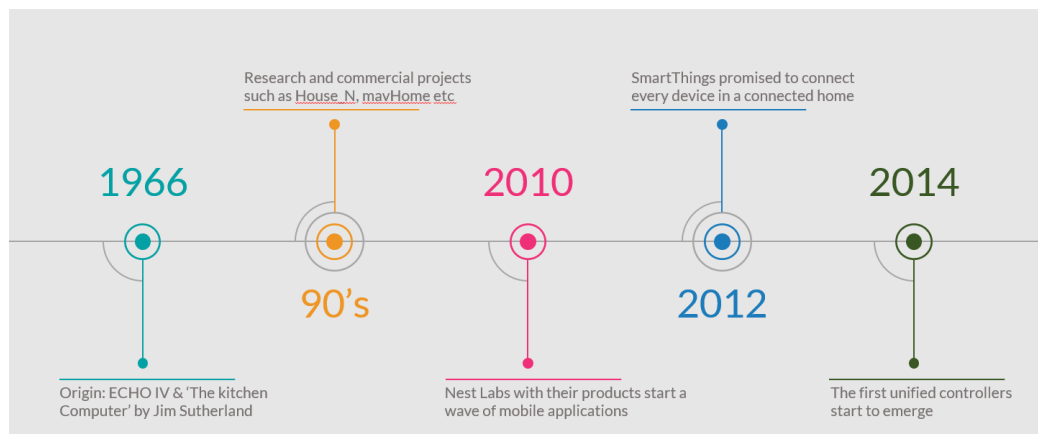 1966
Origin: ECHO IV & ‘The kitchen
Computer’ by Jim Sutherland
Research and commercial projects
such as House_N, mavHome etc
90’s
2010
Nest Labs with their products start a
wave of mobile applications
SmartThings promised to connect
every device in a connected home
2012
2014
The first unified controllers
start to emerge